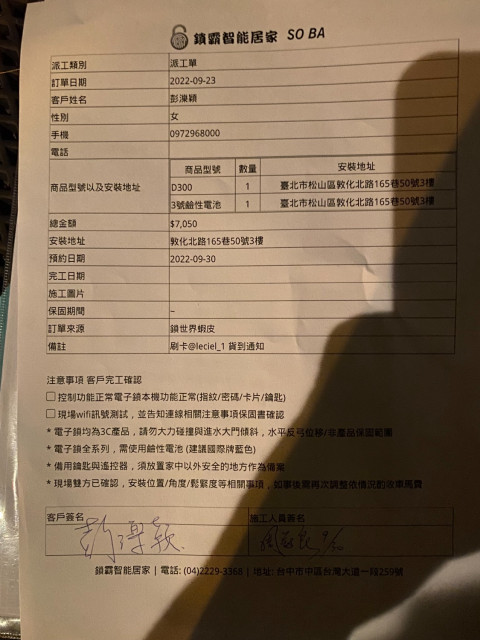 鎖霸智能居家 SO BA
派工類別 派工單
訂單日期 2022-09-23
客戶姓名 彭濼穎
性別 女
手機 0972968000
電話
商品型號以及安裝地址
商品型號 數量 安裝地址
D300 1 臺北市松山區敦化北路165巷50號3樓
3號鹼性電池 1 臺北市松山區敦化北路165巷50號3樓
總金額 $7,050
安裝地址 敦化北路165巷50號3樓
預約日期 2022-09-30
完工日期
施工圖片
保固期間 –
訂單來源 鎖世界蝦皮
備註 刷卡@leciel_1 貨到通知
注意事項 客戶完工確認
控制功能正常電子鎖本機功能正常(指紋/密碼/卡片/鑰匙)
現場wifi訊號測試，並告知連線相關注意事項保固書確認
* 電子鎖均為3C產品，請勿大力碰撞與進水大門傾斜，水平反弓位移/非產品保固範圍
* 電子鎖全系列，需使用鹼性電池 (建議國際牌藍色)
* 備用鑰匙與遙控器，須放置家中以外安全的地方作為備案
* 現場雙方已確認，安裝位置/角度/鬆緊度等相關事項，如事後需再次調整依情況酌收車馬費
客戶簽名 施工人員簽名
鎖霸智能居家 | 電話: (04)2229-3368 | 地址: 台中市中區台灣大道一段259號